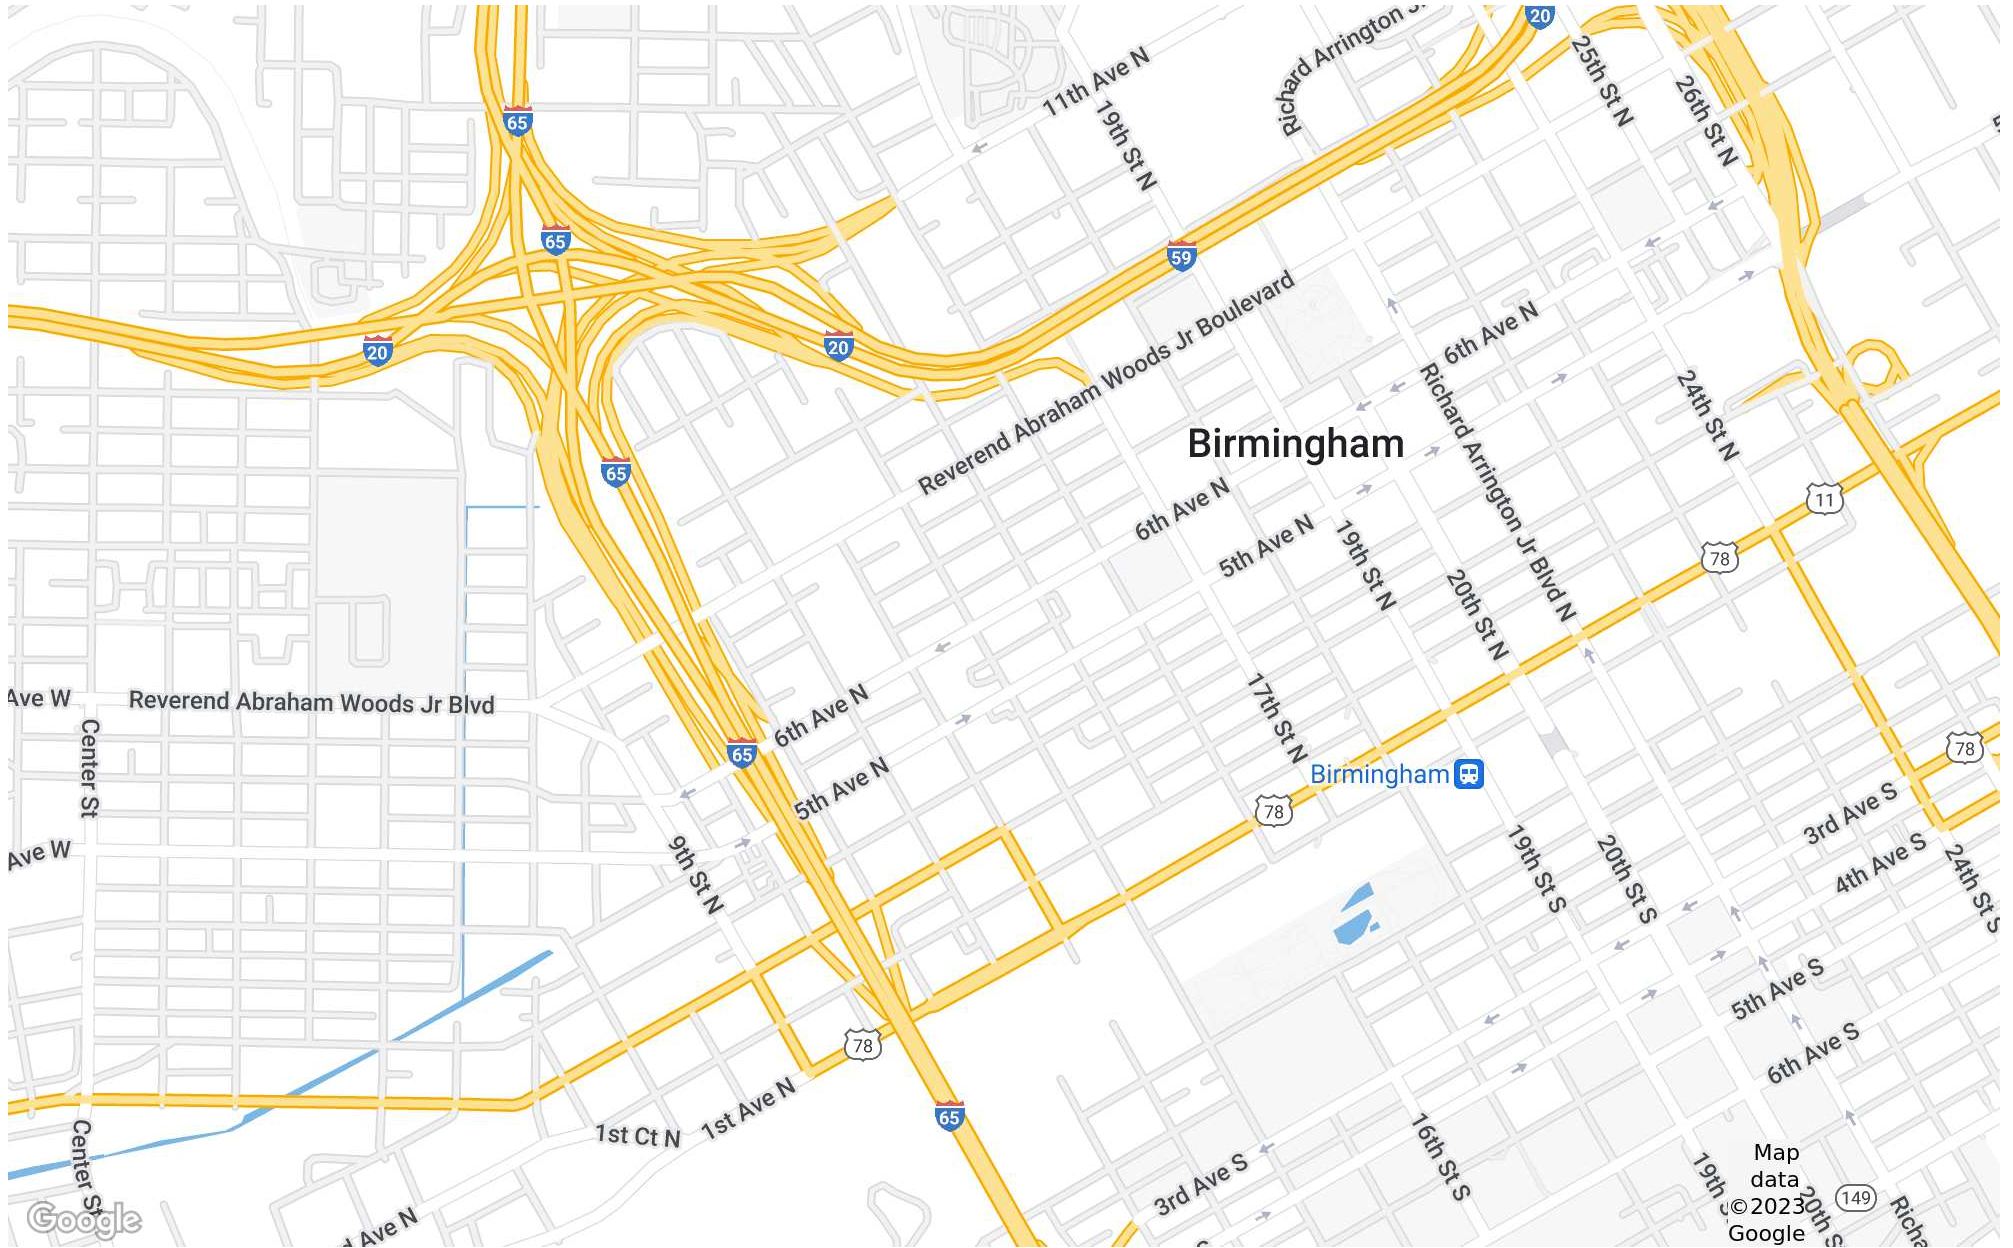 20
Richard Arrington Jr
25th St N
11th Ave N
26th St N
65
19th St N
65
59
20
20
Reverend Abraham Woods Jr Boulevard
6th Ave N
Richard Arrington Jr Blvd N
24th St N
Birmingham
65
6th Ave N
5th Ave N
11
78
19th St N
20th St N
Ave W
Reverend Abraham Woods Jr Blvd
6th Ave N
17th St N
65
78
Center St
5th Ave N
Birmingham
78
3rd Ave S
Ave W
9th St N
19th St S
20th St S
4th Ave S
24th St S
5th Ave S
78
6th Ave S
65
1st Ave N
1st Ct N
Center St
16th St S
3rd Ave S
19th
20th S
149
Richa
Ave N
Google
Map
data
©2023
Google